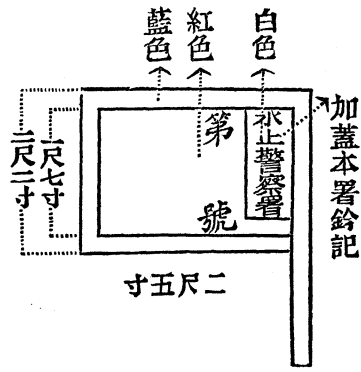 加蓋本署鈐記
白色
紅色
藍色
水上警察署
第 號
一尺七寸
二尺二寸
二尺五寸